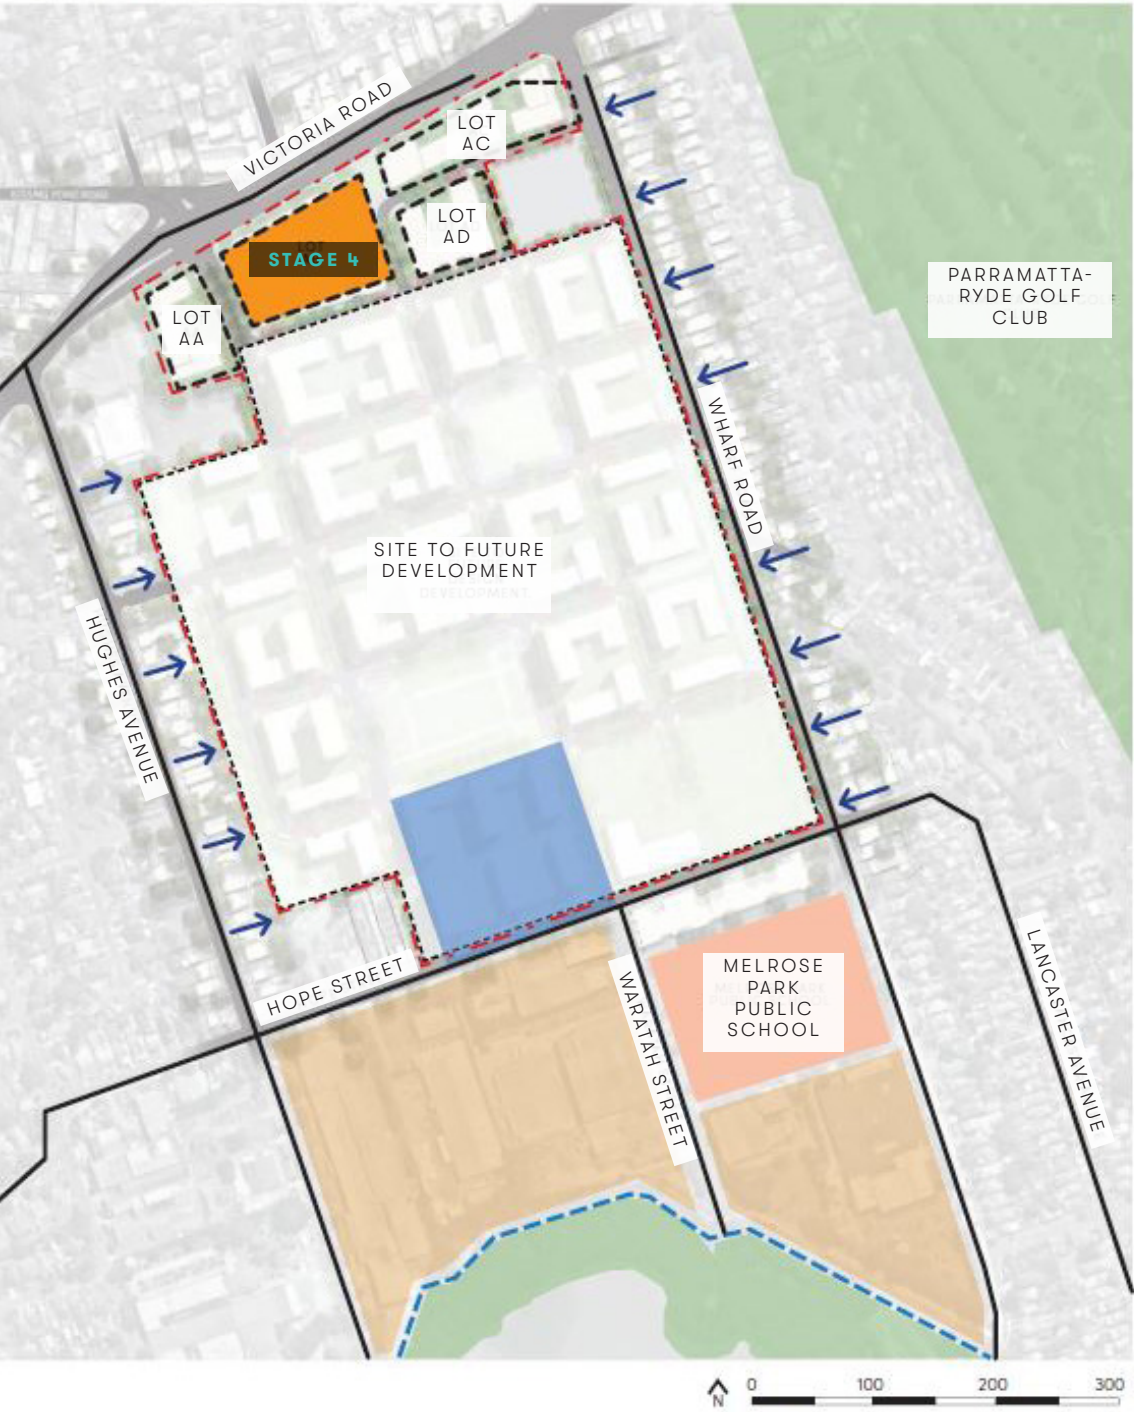 VICTORIA ROAD
LOT
AC
LOT
AD
STAGE 4
LOT
AA
PARRAMATTA-
RYDE GOLF
CLUB
WHARF ROAD
SITE TO FUTURE
DEVELOPMENT
DEVELOPMENT
HUGHES AVENUE
HOPE STREET
MELROSE
PARK
PUBLIC
SCHOOL
WARATAH STREET
LANCASTER AVENUE
N
0 100 200 300